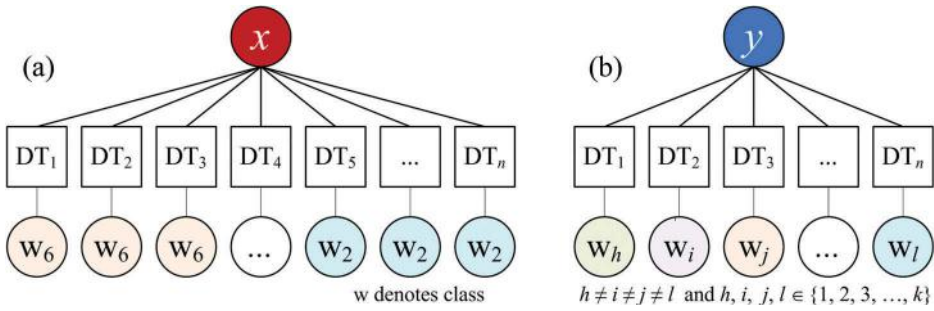 x
y
(a)
(b)
DT₁ DT₂ DT₃ DT₄ DT₅ ... DTₙ
DT₁ DT₂ DT₃ ... DTₙ
w₆ w₆ w₆ ... w₂ w₂ w₂
wₕ wᵢ wⱼ ... wₗ
w denotes class
h ≠ i ≠ j ≠ l and h, i, j, l ∈ {1, 2, 3, ..., k}